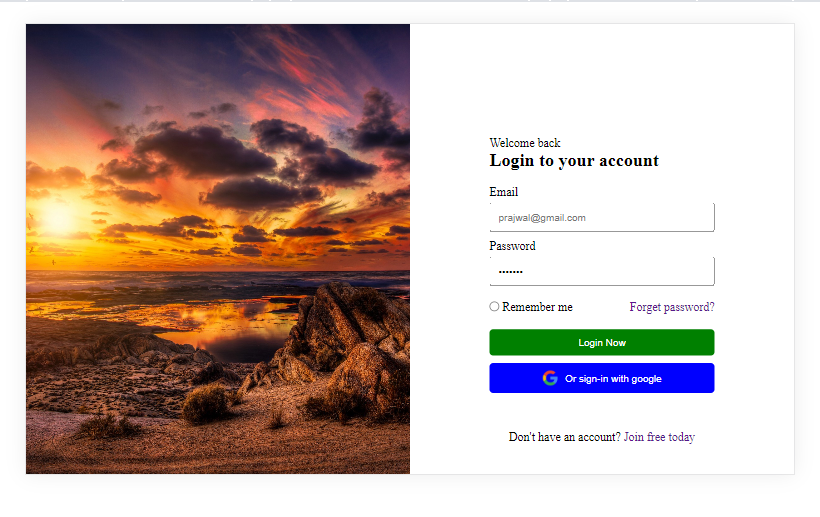 Welcome back
Login to your account
Email
prajwal@gmail.com
Password
•••••••
Remember me Forget password?
Login Now
Or sign-in with google
Don't have an account? Join free today